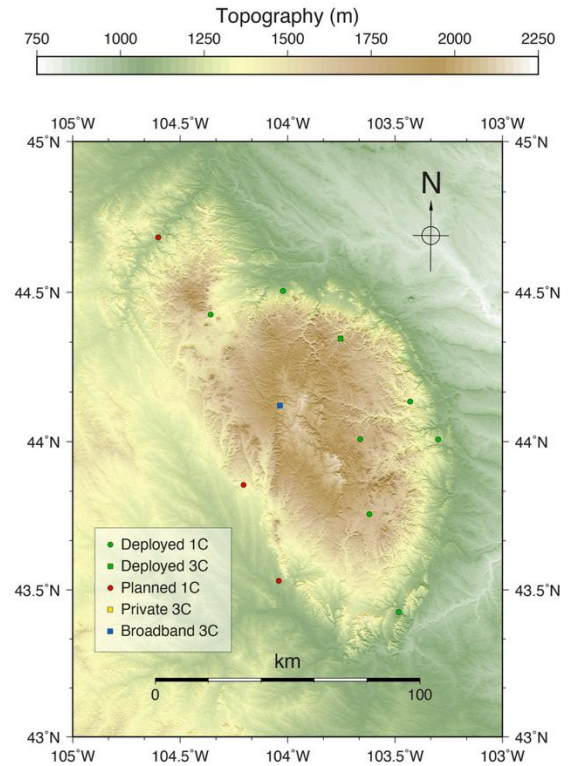 Topography (m)
750 1000 1250 1500 1750 2000 2250
105˚W 104.5˚W 104˚W 103.5˚W 103˚W
45˚N 45˚N
N
44.5˚N 44.5˚N
44˚N 44˚N
Deployed 1C
Deployed 3C
Planned 1C
Private 3C
Broadband 3C
43.5˚N 43.5˚N
km
0 100
43˚N 43˚N
105˚W 104.5˚W 104˚W 103.5˚W 103˚W